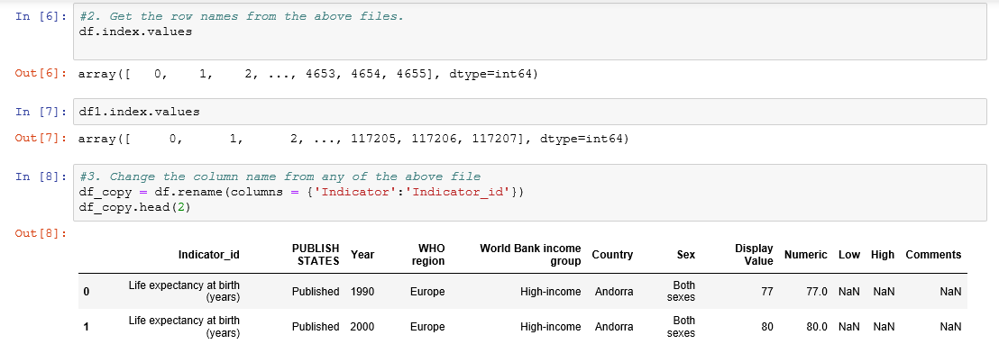 In [6]: #2. Get the row names from the above files.
df.index.values
Out[6]: array([   0,    1,    2, ..., 4653, 4654, 4655], dtype=int64)
In [7]: df1.index.values
Out[7]: array([     0,      1,      2, ..., 117205, 117206, 117207], dtype=int64)
In [8]: #3. Change the column name from any of the above file
df_copy = df.rename(columns = {'Indicator':'Indicator_id'})
df_copy.head(2)
Out[8]:
Indicator_id PUBLISH STATES Year WHO region World Bank income group Country Sex Display Value Numeric Low High Comments
0 Life expectancy at birth (years) Published 1990 Europe High-income Andorra Both sexes 77 77.0 NaN NaN NaN
1 Life expectancy at birth (years) Published 2000 Europe High-income Andorra Both sexes 80 80.0 NaN NaN NaN